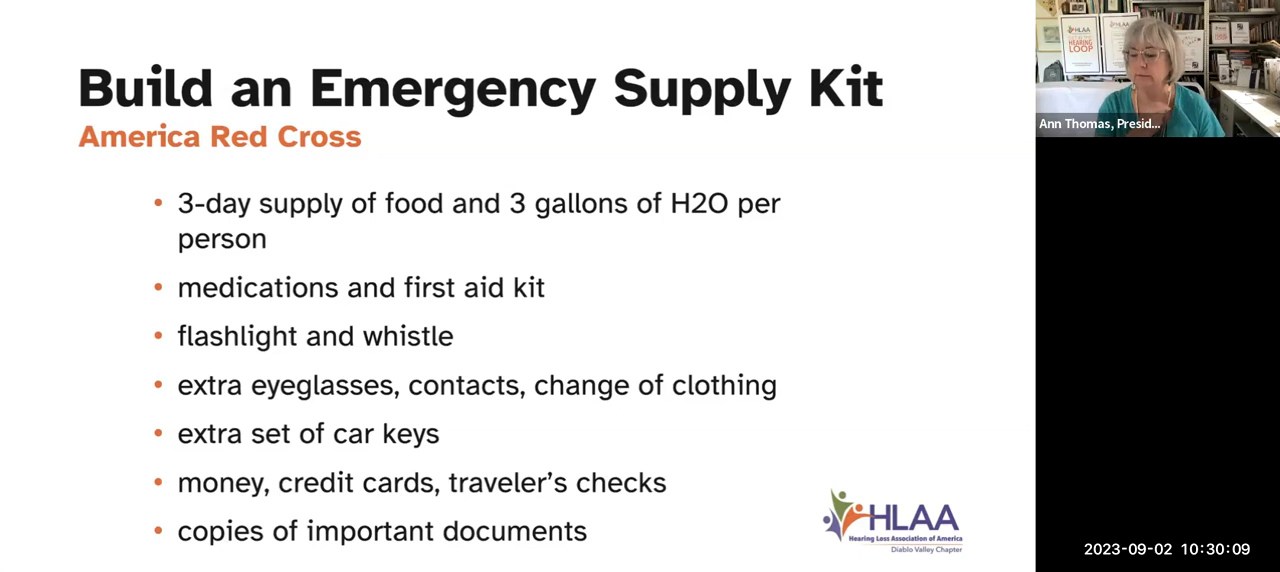 Build an Emergency Supply Kit
America Red Cross
• 3-day supply of food and 3 gallons of H2O per
person
• medications and first aid kit
• flashlight and whistle
• extra eyeglasses, contacts, change of clothing
• extra set of car keys
• money, credit cards, traveler's checks
• copies of important documents
HLAA
Hearing Loss Association of America
Diablo Valley Chapter
HLAA
HEARING
LOOP
Ann Thomas, Presid...
2023-09-02 10:30:09